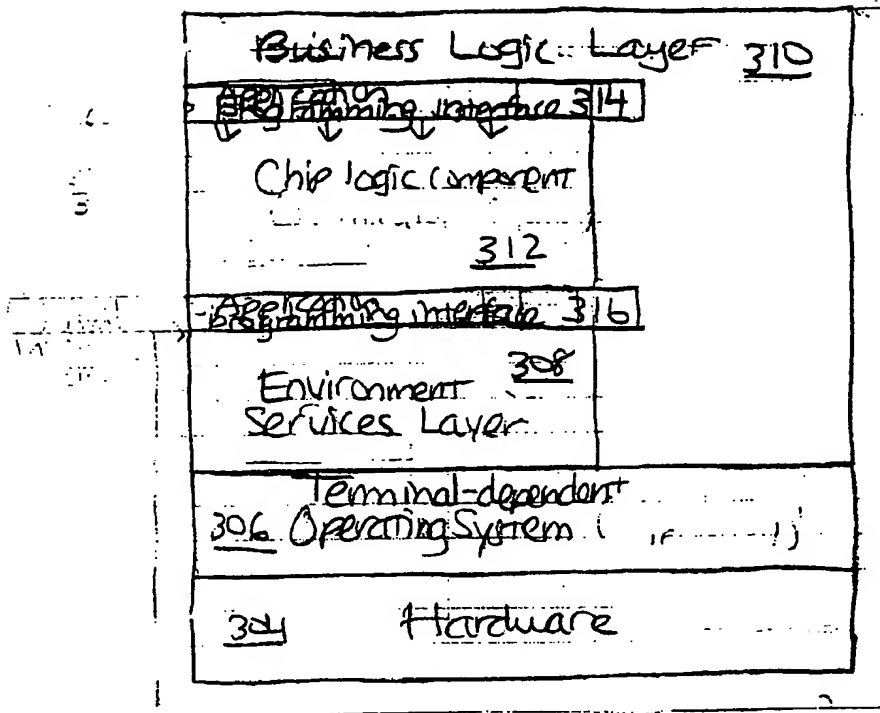 Business Logic Layer 310
Application
Programming interface 314
Chip logic component
312
Application
programming interface 316
308
Environment
Services Layer
Terminal-dependent
306 Operating System (
304 Hardware